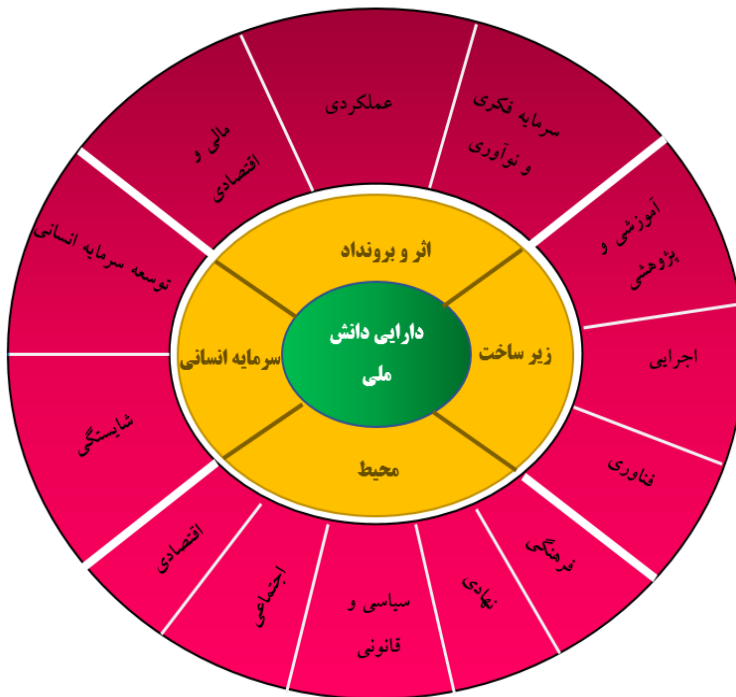 عملکردی
سرمایه فکری
و نوآوری
مالی و
اقتصادی
آموزشی و
پژوهشی
توسعه سرمایه انسانی
اثر و برونداد
دارایی دانش
ملی
زیر ساخت
سرمایه انسانی
محیط
اجرایی
شایستگی
فناوری
فرهنگی
نهادی
سیاسی و
قانونی
اجتماعی
اقتصادی